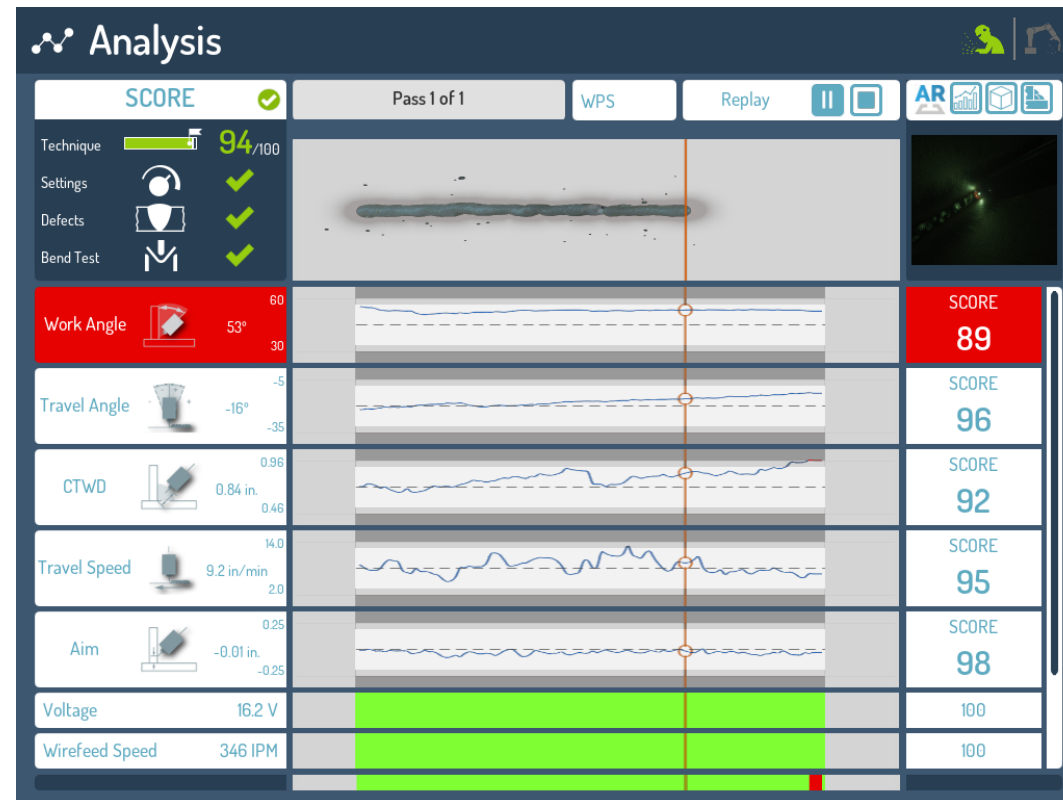 Analysis
SCORE
Pass 1 of 1
WPS
Replay
AR
Technique
94/100
Settings
Defects
Bend Test
Work Angle
53°
60
30
SCORE
89
Travel Angle
-16°
-5
-35
SCORE
96
CTWD
0.84 in.
0.96
0.46
SCORE
92
Travel Speed
9.2 in/min
14.0
2.0
SCORE
95
Aim
-0.01 in.
0.25
-0.25
SCORE
98
Voltage
16.2 V
100
Wirefeed Speed
346 IPM
100